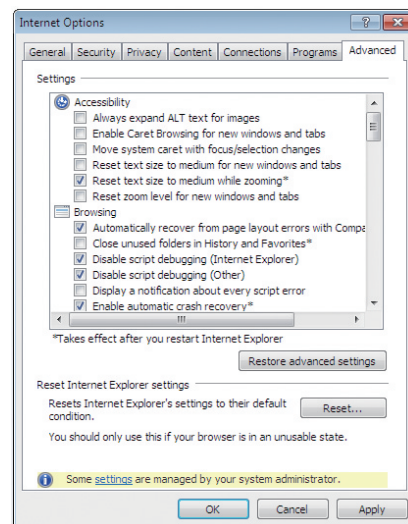 Internet Options
General Security Privacy Content Connections Programs Advanced
Settings
Accessibility
Always expand ALT text for images
Enable Caret Browsing for new windows and tabs
Move system caret with focus/selection changes
Reset text size to medium for new windows and tabs
Reset text size to medium while zooming*
Reset zoom level for new windows and tabs
Browsing
Automatically recover from page layout errors with Compa
Close unused folders in History and Favorites*
Disable script debugging (Internet Explorer)
Disable script debugging (Other)
Display a notification about every script error
Enable automatic crash recovery*
*Takes effect after you restart Internet Explorer
Restore advanced settings
Reset Internet Explorer settings
Resets Internet Explorer's settings to their default
condition.
Reset...
You should only use this if your browser is in an unusable state.
Some settings are managed by your system administrator.
OK Cancel Apply